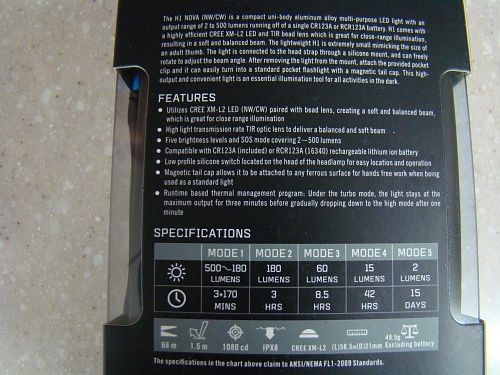 The H1 NOVA (NW/CW) is a compact uni-body aluminum alloy multi-purpose LED light with an
output range of 2 to 500 lumens running off of a single CR123A or RCR123A battery. H1 comes with
a highly efficient CREE XM-L2 LED and TIR bead lens which is great for close-range illumination,
resulting in a soft and balanced beam. The lightweight H1 is extremely small mimicking the size of
an adult thumb. The light is connected to the head strap through a silicone mount, and can freely
rotate to adjust the beam angle. After removing the light from the mount, attach the provided pocket
clip and it can easily turn into a standard pocket flashlight with a magnetic tail cap. This high-
output and convenient light is an essential illumination tool for all activities in the dark.
FEATURES
● Utilizes CREE XM-L2 LED (NW/CW) paired with bead lens, creating a soft and balanced beam,
which is great for close range illumination
● High light transmission rate TIR optic lens to deliver a balanced and soft beam .
● Five brightness levels and SOS mode covering 2—500 lumens
● Compatible with CR123A (included) or RCR123A (16340) rechargeable lithium ion battery
● Low profile silicone switch located on the head of the headlamp for easy location and operation
● Magnetic tail cap allows it to be attached to any ferrous surface for hands free work when being
used as a standard light
● Runtime based thermal management program: Under the turbo mode, the light stays at the
maximum output for three minutes before gradually dropping down to the high mode after one
minute
SPECIFICATIONS
MODE 1 MODE 2 MODE 3 MODE 4 MODE 5
500~180 LUMENS 180 LUMENS 60 LUMENS 15 LUMENS 2 LUMENS
3+170 MINS 3 HRS 8.5 HRS 42 HRS 15 DAYS
66 m 1.5 m 1080 cd IPX8 CREE XM-L2 (L)58.5×(D)21mm 49.5g Excluding battery
The specifications in the chart above claim to ANSI/NEMA FL1-2009 Standards.